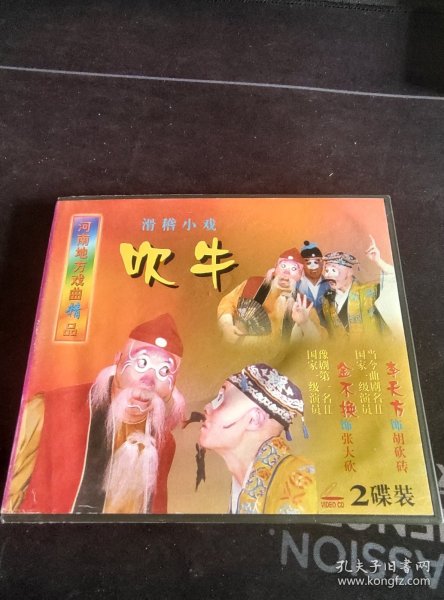 河南地方戏曲精品
滑稽小戏
吹牛
当今曲剧名丑
国家一级演员
李天方饰胡砍砖
豫剧第一名丑
国家一级演员
金不换饰张大砍
VIDEO CD
2碟裝
ASSION
ENCE
孔夫子旧书网
www.kongfz.com